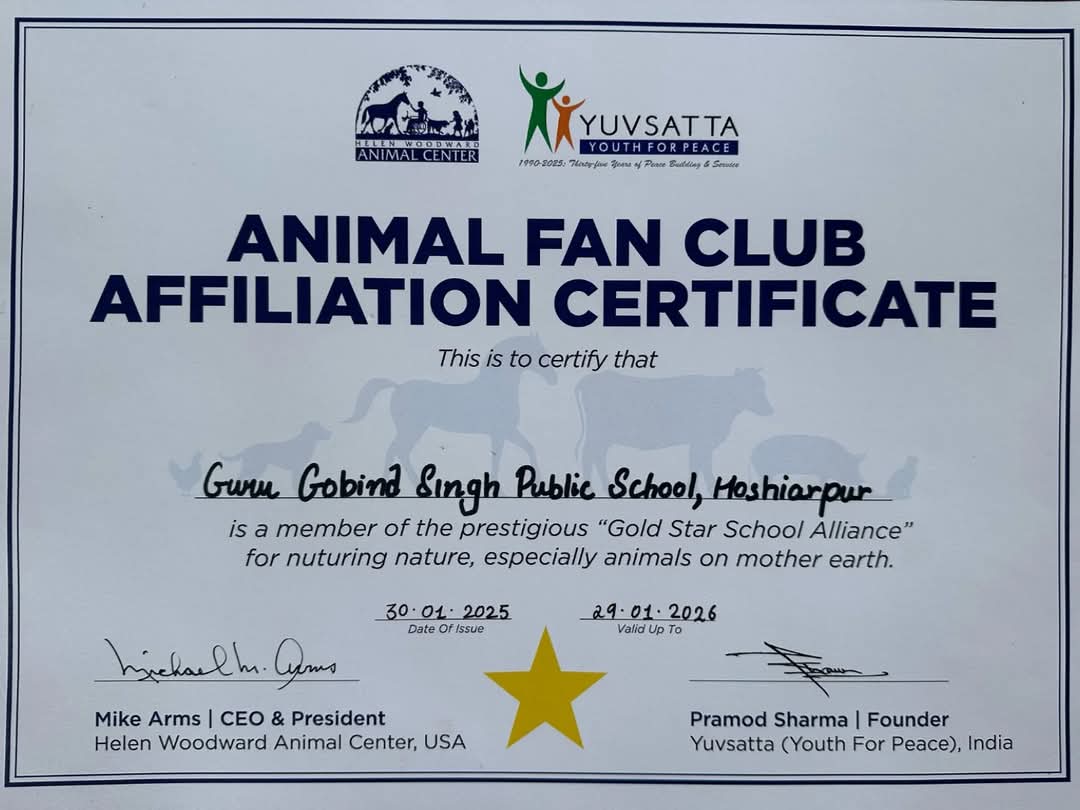 HELEN WOODWARD
ANIMAL CENTER
YUVSATTA
YOUTH FOR PEACE
1990-2025: Thirty-five Years of Peace Building & Service
ANIMAL FAN CLUB
AFFILIATION CERTIFICATE
This is to certify that
Guru Gobind Singh Public School, Hoshiarpur
is a member of the prestigious “Gold Star School Alliance”
for nuturing nature, especially animals on mother earth.
30·01·2025 29·01·2026
Date Of Issue Valid Up To
Michael M. Arms
Mike Arms | CEO & President Pramod Sharma | Founder
Helen Woodward Animal Center, USA Yuvsatta (Youth For Peace), India